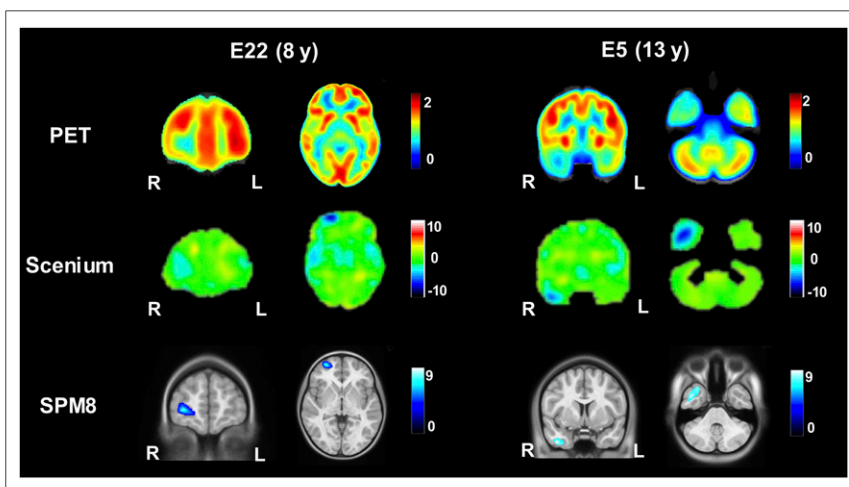 E22 (8 y) E5 (13 y)
PET 2 0 2 0
R L R L
Scenium 10 0 -10 10 0 -10
R L R L
SPM8 9 0 9 0
R L R L